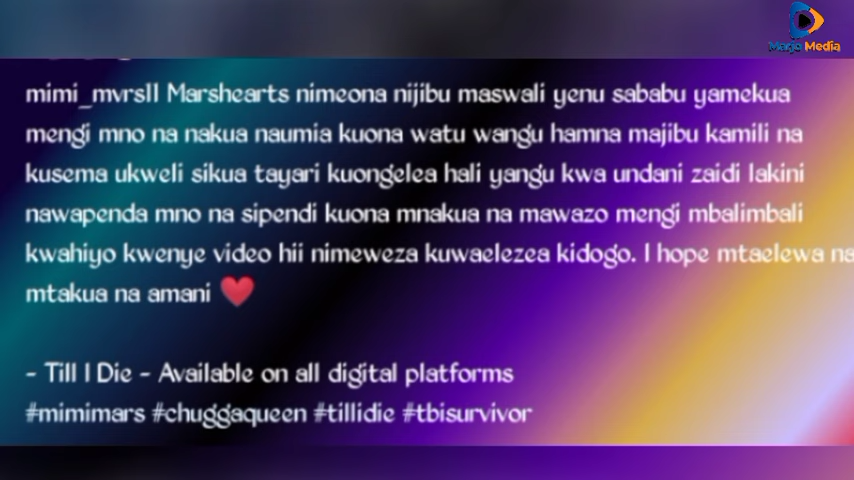 Marje Media
mimi_mvrs11 Marshearts nimeona nijibu maswali yenu sababu yamekua
mengi mno na nakua naumia kuona watu wangu hamna majibu kamili na
kusema ukweli sikua tayari kuongelea hali yangu kwa undani zaidi lakini
nawapenda mno na sipendi kuona mnakua na mawazo mengi mbalimbali
kwahiyo kwenye video hii nimeweza kuwaelezea kidogo. I hope mtaelewa na
mtakua na amani ❤️
- Till I Die - Available on all digital platforms
#mimimars #chuggaqueen #tillidie #tbisurvivor